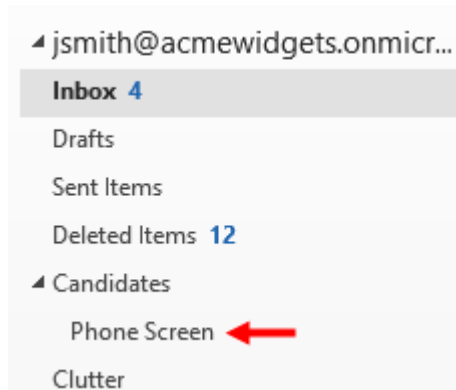 jsmith@acmewidgets.onmicr...
Inbox 4
Drafts
Sent Items
Deleted Items 12
Candidates
Phone Screen
Clutter